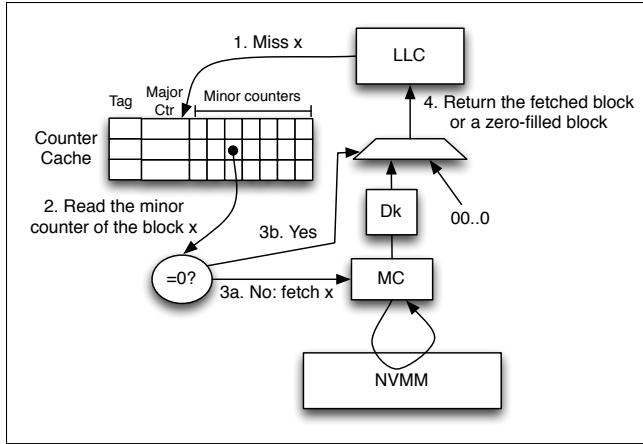 1. Miss x
LLC
Tag
Major
Ctr
Minor counters
4. Return the fetched block
or a zero-filled block
Counter
Cache
2. Read the minor
counter of the block x
3b. Yes
Dk
00..0
=0?
3a. No: fetch x
MC
NVMM